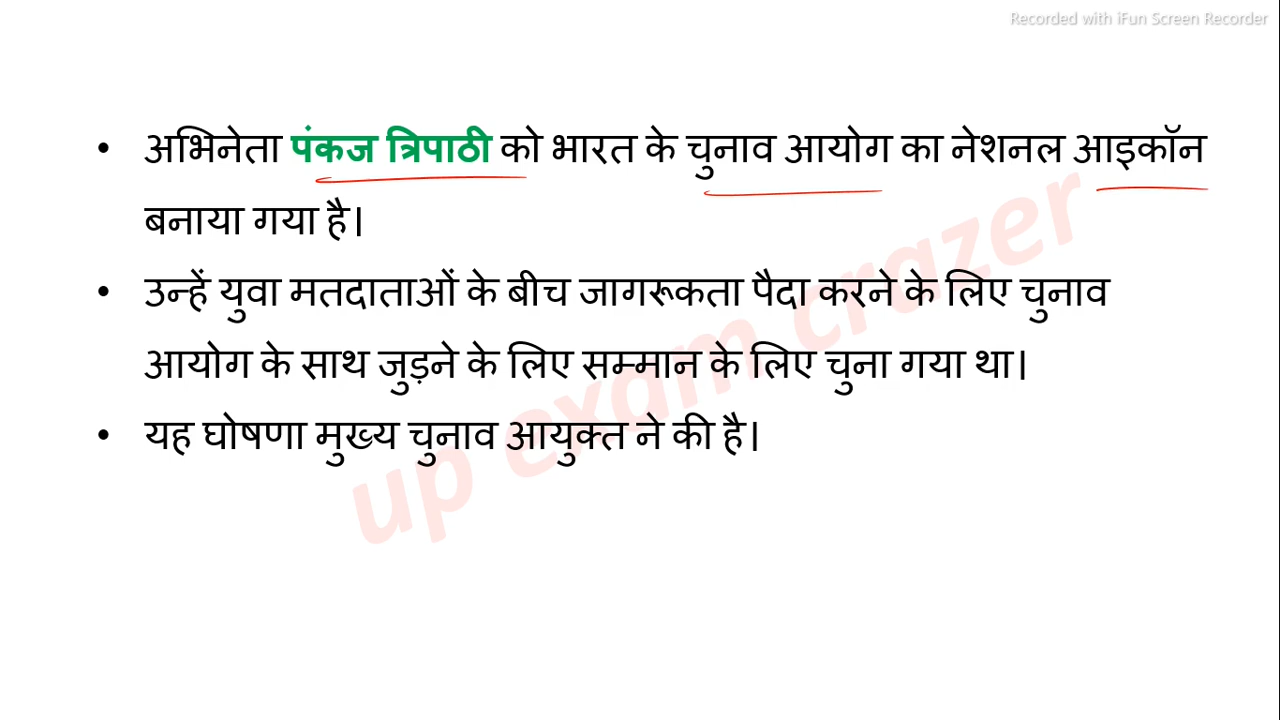 Recorded with iFun Screen Recorder
• अभिनेता पंकज त्रिपाठी को भारत के चुनाव आयोग का नेशनल आइकॉन
बनाया गया है।
• उन्हें युवा मतदाताओं के बीच जागरूकता पैदा करने के लिए चुनाव
आयोग के साथ जुड़ने के लिए सम्मान के लिए चुना गया था।
• यह घोषणा मुख्य चुनाव आयुक्त ने की है।
up exam crazer